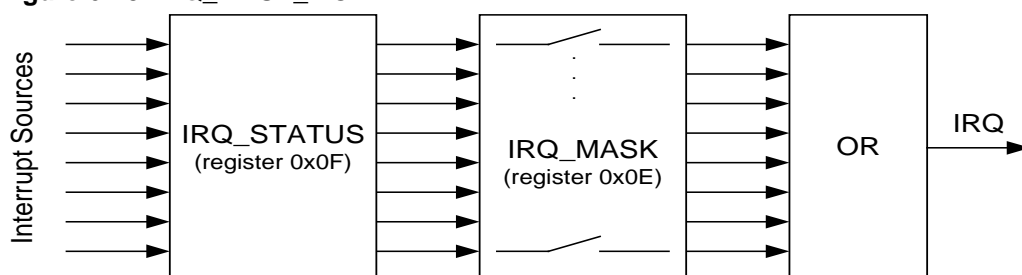 Interrupt Sources
IRQ_STATUS
(register 0x0F)
IRQ_MASK
(register 0x0E)
OR
IRQ